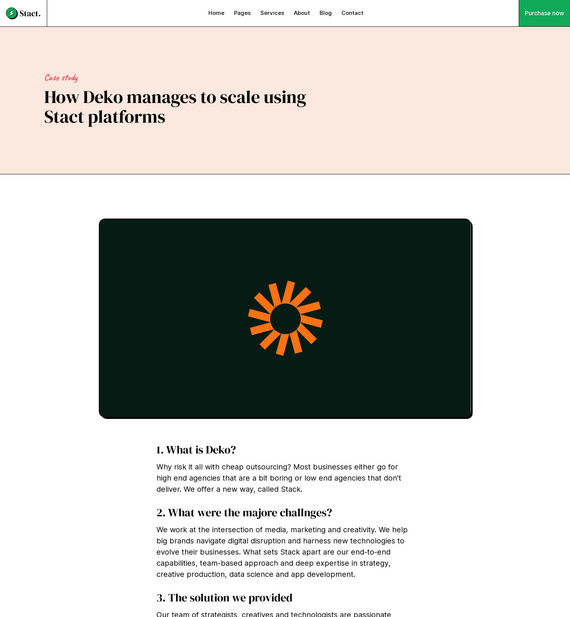 Stact.
Home Pages Services About Blog Contact
Purchase now
Case study
How Deko manages to scale using
Stact platforms
1. What is Deko?
Why risk it all with cheap outsourcing? Most businesses either go for
high end agencies that are a bit boring or low end agencies that don't
deliver. We offer a new way, called Stack.
2. What were the majore challnges?
We work at the intersection of media, marketing and creativity. We help
big brands navigate digital disruption and harness new technologies to
evolve their businesses. What sets Stack apart are our end-to-end
capabilities, team-based approach and deep expertise in strategy,
creative production, data science and app development.
3. The solution we provided
Our team of strategists, creatives and technologists are passionate